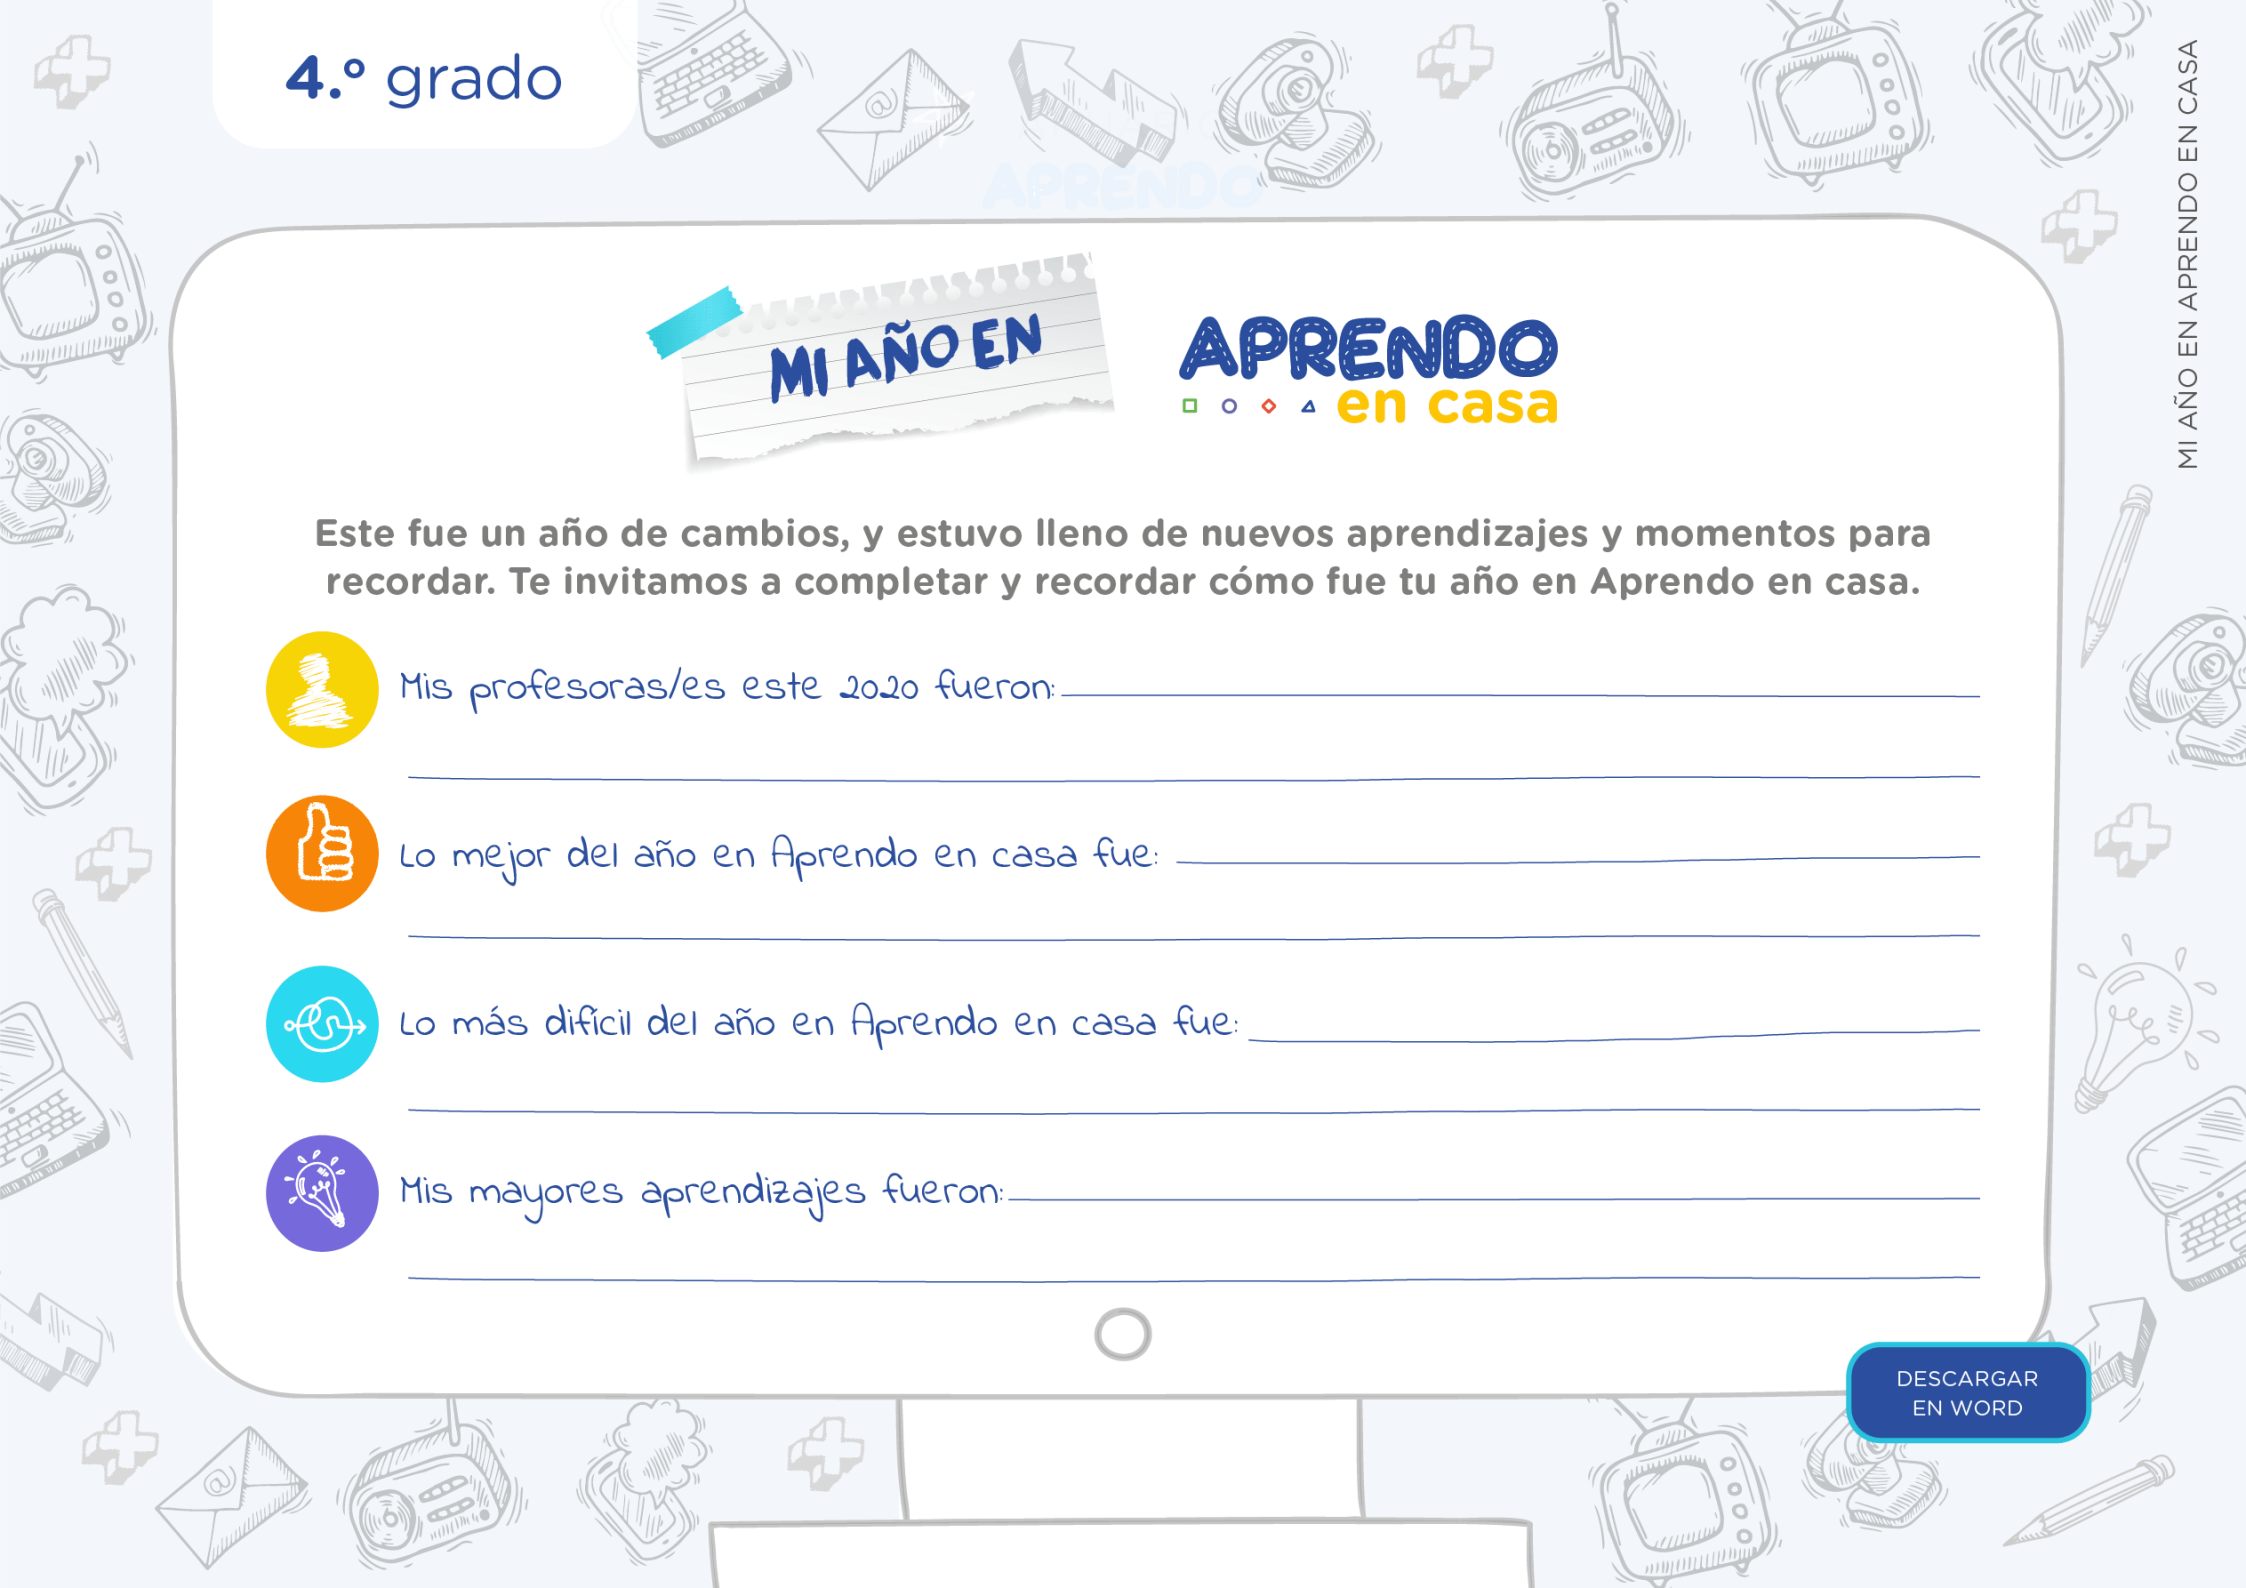 4.° grado
APRENDO
MI AÑO EN APRENDO EN CASA
MI AÑO EN
APRENDO
en casa
Este fue un año de cambios, y estuvo lleno de nuevos aprendizajes y momentos para
recordar. Te invitamos a completar y recordar cómo fue tu año en Aprendo en casa.
Mis profesoras/es este 2020 fueron:
Lo mejor del año en Aprendo en casa fue:
Lo más difícil del año en Aprendo en casa fue:
Mis mayores aprendizajes fueron:
DESCARGAR
EN WORD